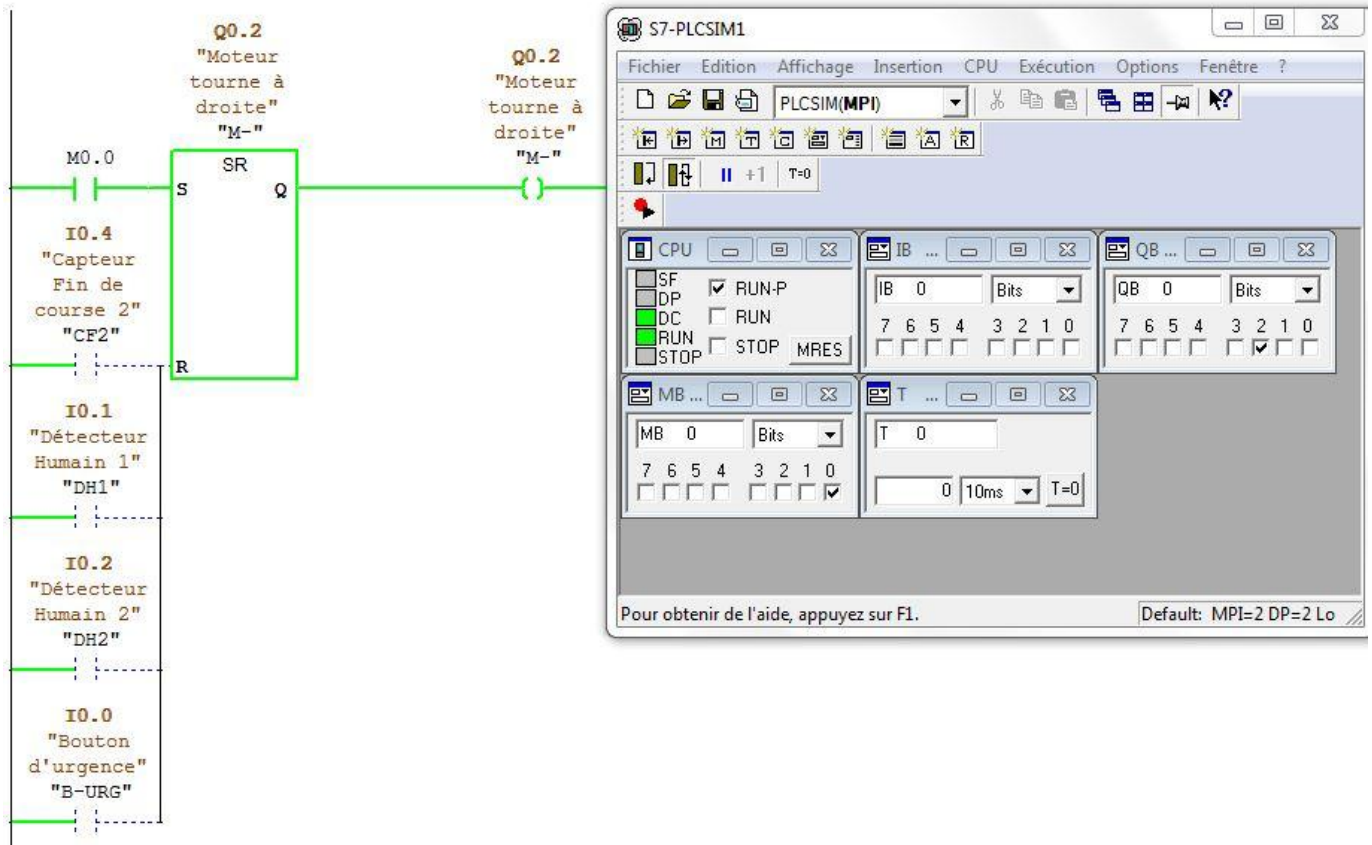 Q0.2
"Moteur
tourne à
droite"
"M-"
Q0.2
"Moteur
tourne à
droite"
"M-"
M0.0
SR
S
Q
I0.4
"Capteur
Fin de
course 2"
"CF2"
R
I0.1
"Détecteur
Humain 1"
"DH1"
I0.2
"Détecteur
Humain 2"
"DH2"
I0.0
"Bouton
d'urgence"
"B-URG"
S7-PLCSIM1
Fichier Edition Affichage Insertion CPU Exécution Options Fenêtre ?
PLCSIM(MPI)
+1 T=0
CPU
SF
DP
DC
RUN
STOP
RUN-P
RUN
STOP MRES
IB ...
IB 0 Bits
7 6 5 4 3 2 1 0
QB ...
QB 0 Bits
7 6 5 4 3 2 1 0
MB ...
MB 0 Bits
7 6 5 4 3 2 1 0
T ...
T 0
0 10ms T=0
Pour obtenir de l'aide, appuyez sur F1.
Default: MPI=2 DP=2 Lo